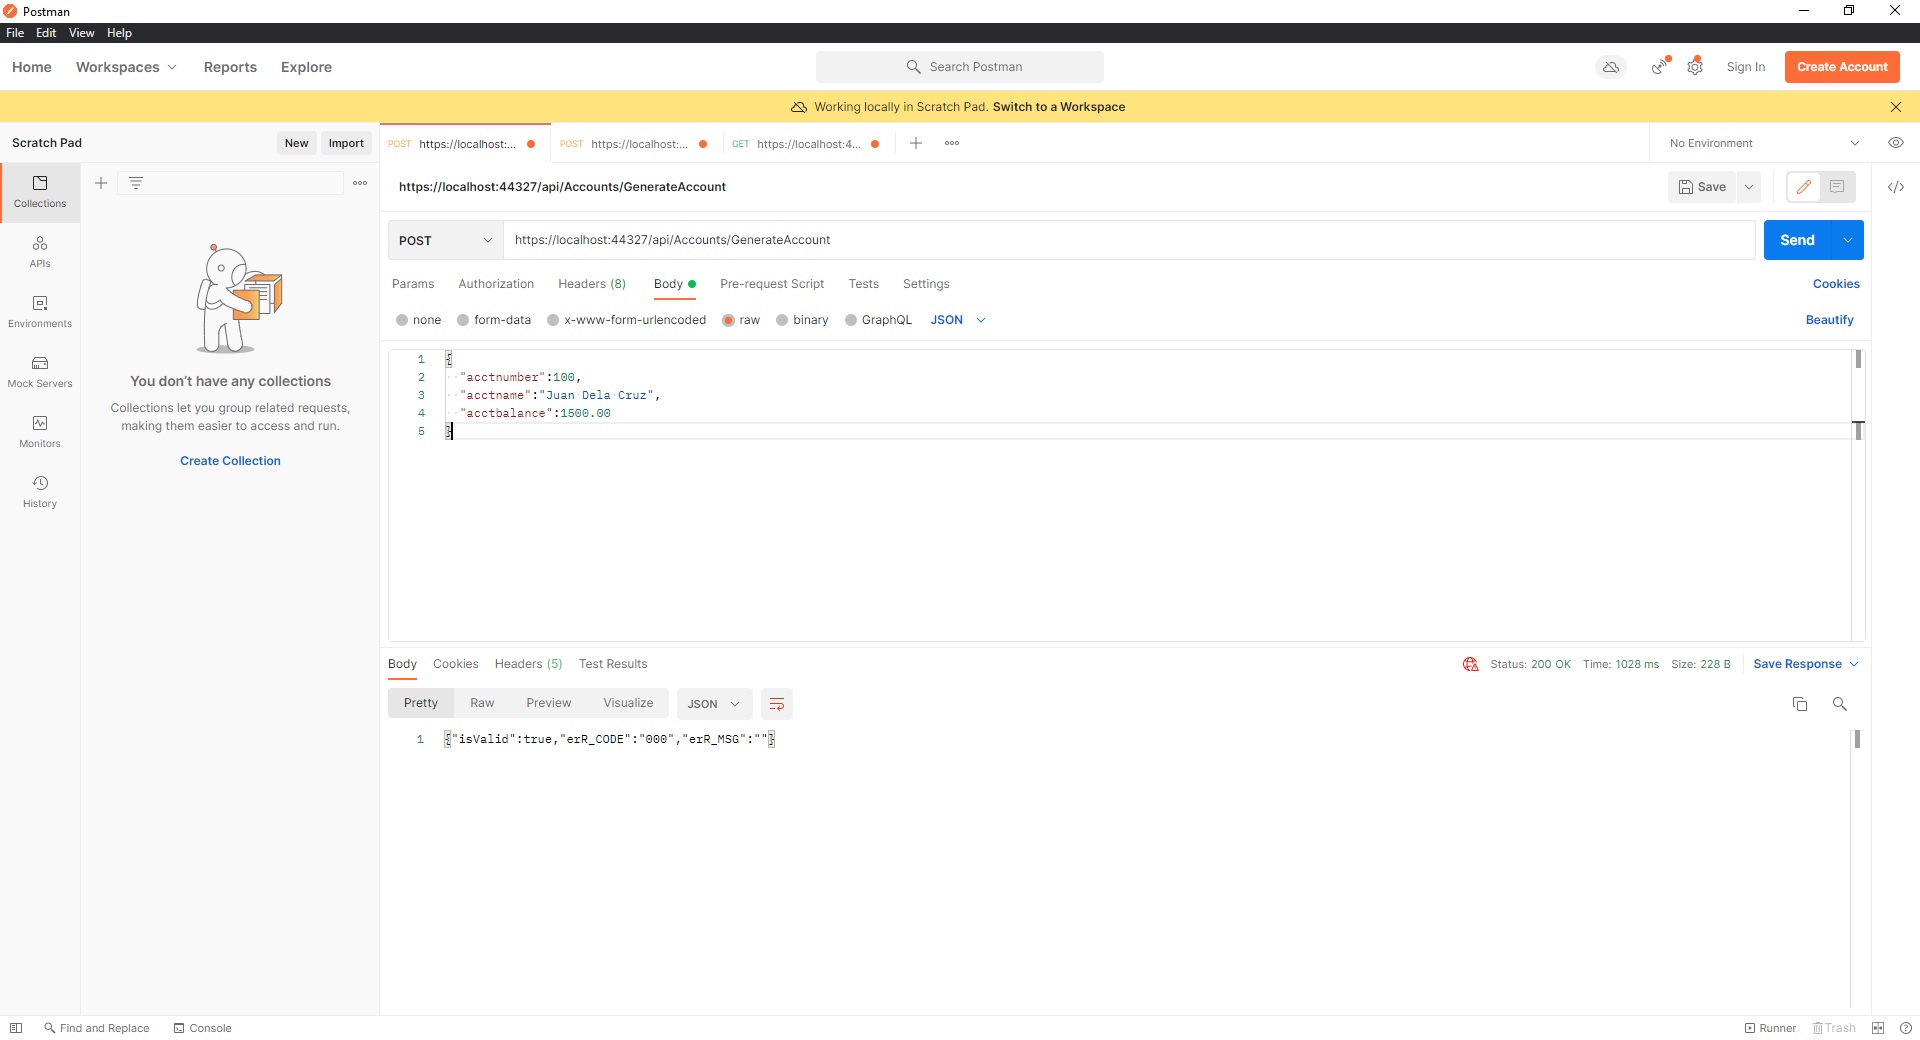 Postman
File Edit View Help
Home Workspaces Reports Explore
Search Postman
Sign In
Create Account
Working locally in Scratch Pad. Switch to a Workspace
Scratch Pad
New
Import
POST https://localhost:...
POST https://localhost:...
GET https://localhost:4...
No Environment
https://localhost:44327/api/Accounts/GenerateAccount
Save
Collections
APIs
Environments
Mock Servers
Monitors
History
You don't have any collections
Collections let you group related requests,
making them easier to access and run.
Create Collection
POST
https://localhost:44327/api/Accounts/GenerateAccount
Send
Params Authorization Headers (8) Body Pre-request Script Tests Settings
Cookies
none form-data x-www-form-urlencoded raw binary GraphQL JSON
Beautify
1 {
2 "acctnumber":100,
3 "acctname":"Juan Dela Cruz",
4 "acctbalance":1500.00
5 }
Body Cookies Headers (5) Test Results
Status: 200 OK Time: 1028 ms Size: 228 B
Save Response
Pretty Raw Preview Visualize JSON
1 {"isValid":true,"erR_CODE":"000","erR_MSG":""}
Find and Replace
Console
Runner
Trash